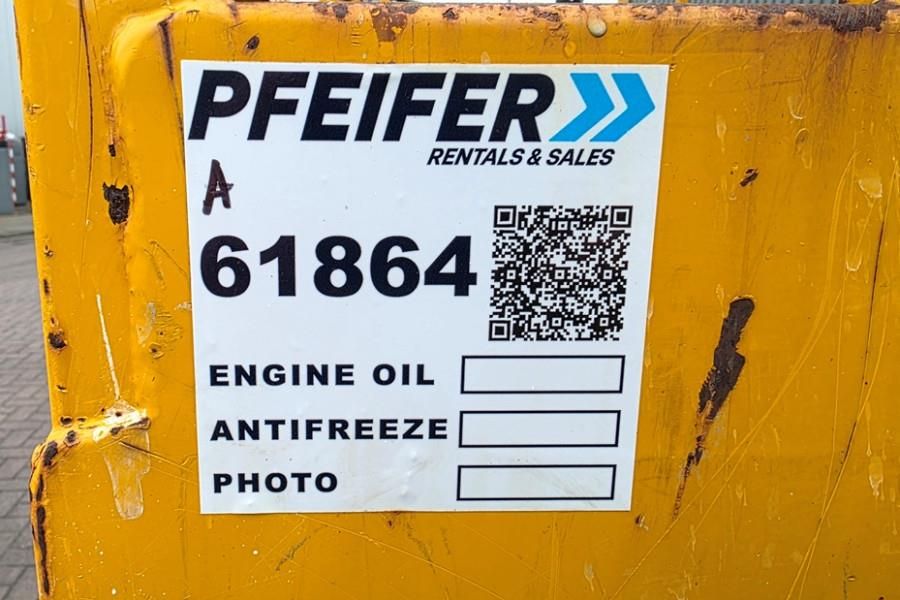 PFEIFER
RENTALS & SALES
A
61864
ENGINE OIL
ANTIFREEZE
PHOTO